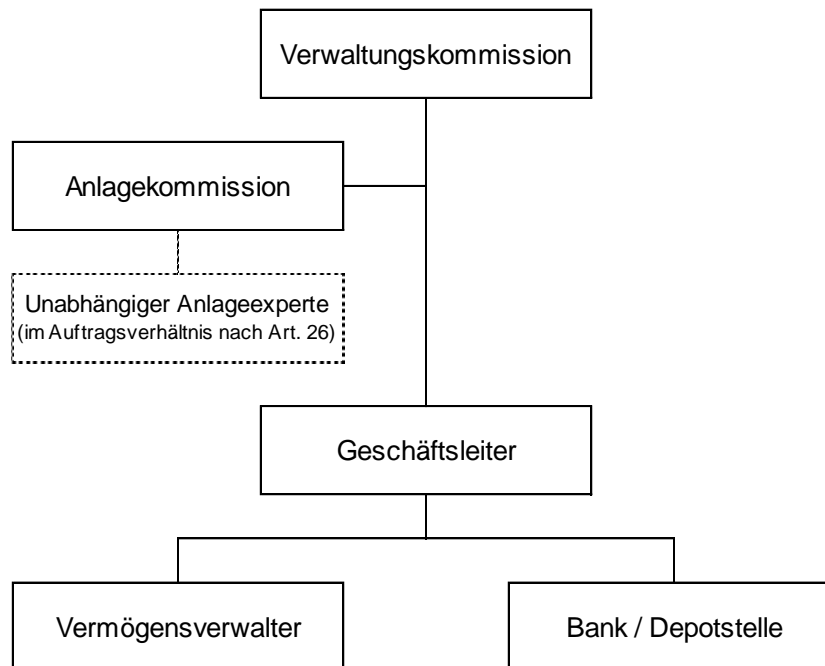 Verwaltungskommission
Anlagekommission
Unabhängiger Anlageexperte
(im Auftragsverhältnis nach Art. 26)
Geschäftsleiter
Vermögensverwalter
Bank / Depotstelle